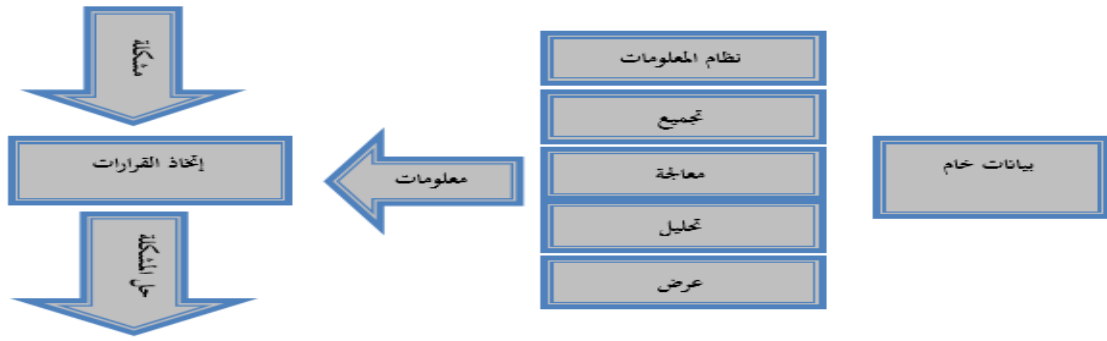 مشكلة
نظام المعلومات
تجميع
إتخاذ القرارات
معلومات
معالجة
بيانات خام
تحليل
حل المشكلة
عرض